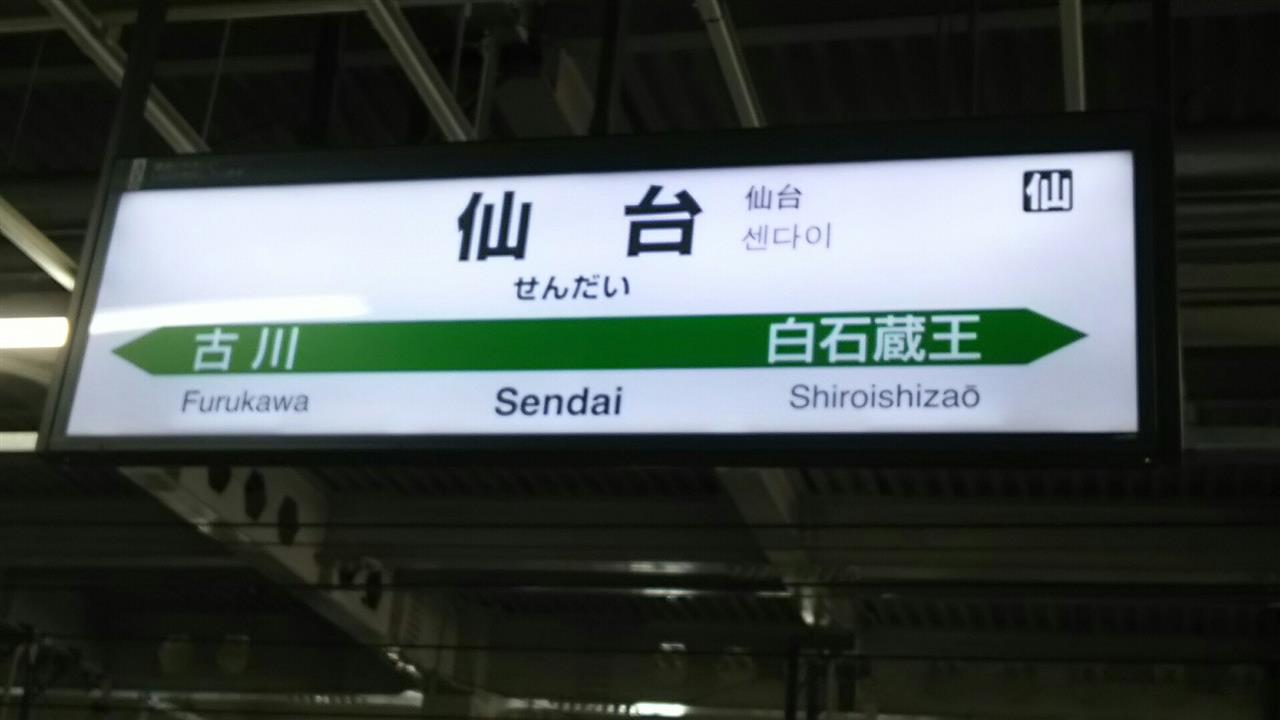 仙台
仙台
센다이
仙
せんだい
古川
白石蔵王
Furukawa
Sendai
Shiroishizaō